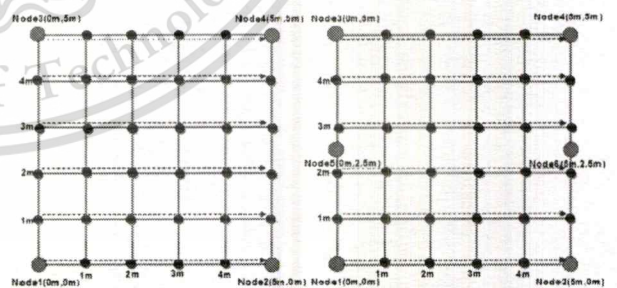 Node3(0m,5m) Node4(5m,5m) Node3(0m,5m) Node4(5m,5m)
4m 4m
3m 3m
Node5(0m,2.5m) Node6(5m,2.5m)
2m 2m
1m 1m
1m 2m 3m 4m 1m 2m 3m 4m
Node1(0m,0m) Node2(5m,0m) Node1(0m,0m) Node2(5m,0m)
f Technolo